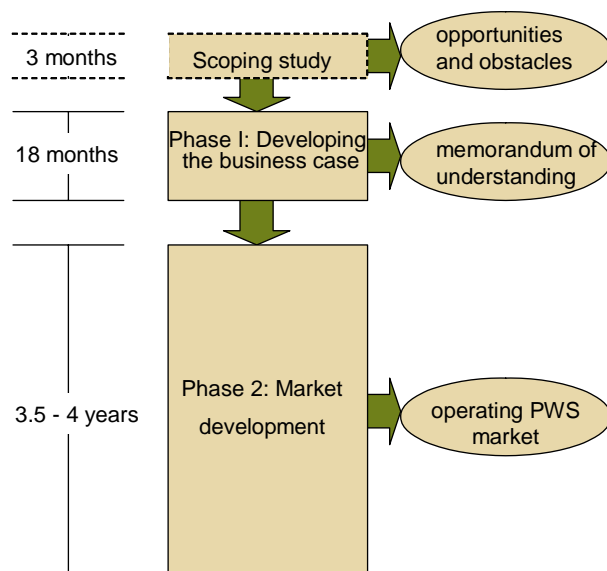 3 months
Scoping study
opportunities
and obstacles
18 months
Phase I: Developing
the business case
memorandum of
understanding
3.5 - 4 years
Phase 2: Market
development
operating PWS
market